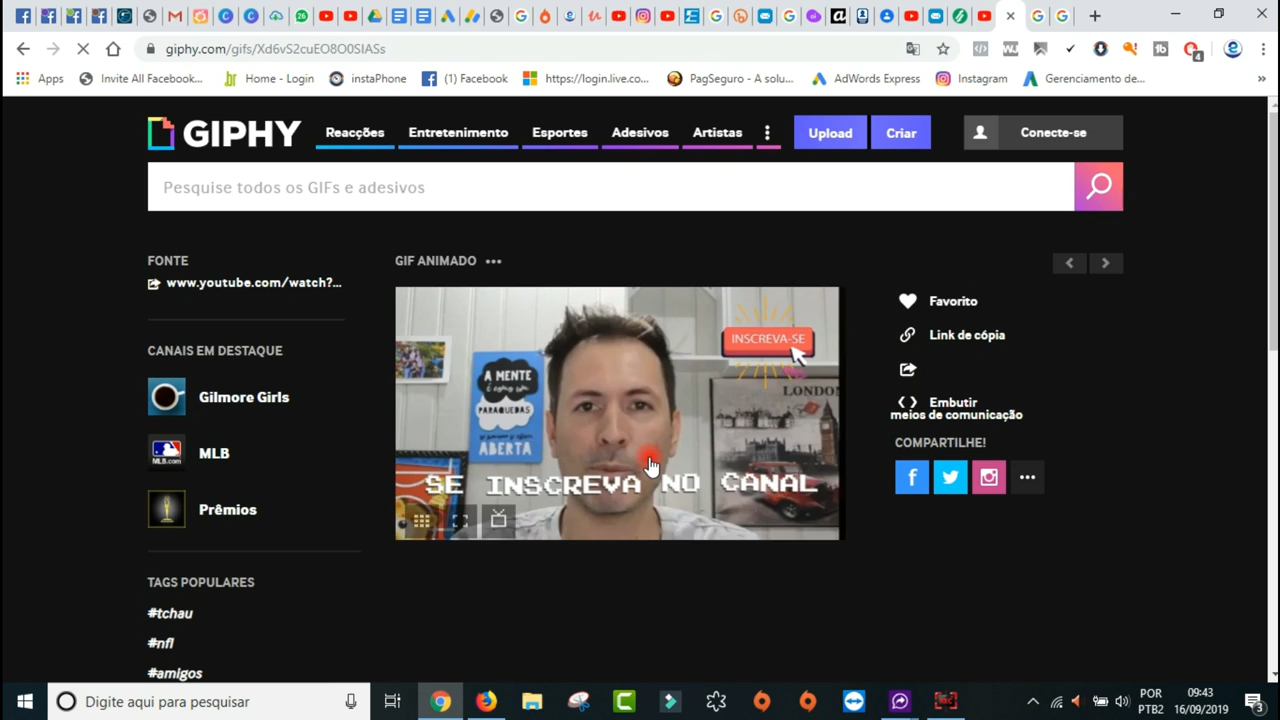 giphy.com/gifs/Xd6vS2cuEO8O0SIASs
Apps
Invite All Facebook...
Home - Login
instaPhone
(1) Facebook
https://login.live.co...
PagSeguro - A solu...
AdWords Express
Instagram
Gerenciamento de...
»
GIPHY
Reacções
Entretenimento
Esportes
Adesivos
Artistas
Upload
Criar
Conecte-se
Pesquise todos os GIFs e adesivos
FONTE
www.youtube.com/watch?...
CANAIS EM DESTAQUE
Gilmore Girls
MLB
Prêmios
TAGS POPULARES
#tchau
#nfl
#amigos
GIF ANIMADO
INSCREVA-SE
A MENTE
É COMO UM
PARAQUEDAS
ABERTA
LONDON
SE INSCREVA NO CANAL
Favorito
Link de cópia
Embutir
meios de comunicação
COMPARTILHE!
Digite aqui para pesquisar
POR
PTB2
09:43
16/09/2019
3